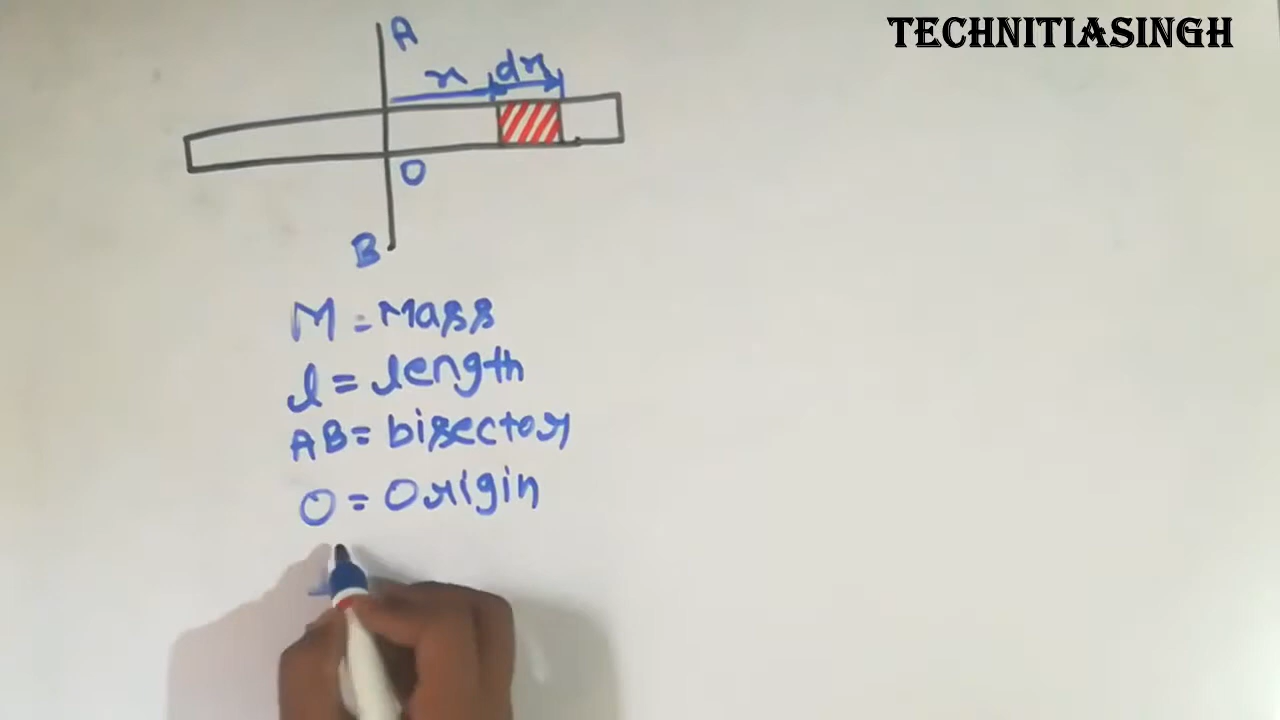 TECHNITIASINGH
A
x dx
O
B
M = Mass
l = length
AB = bisector
O = Origin